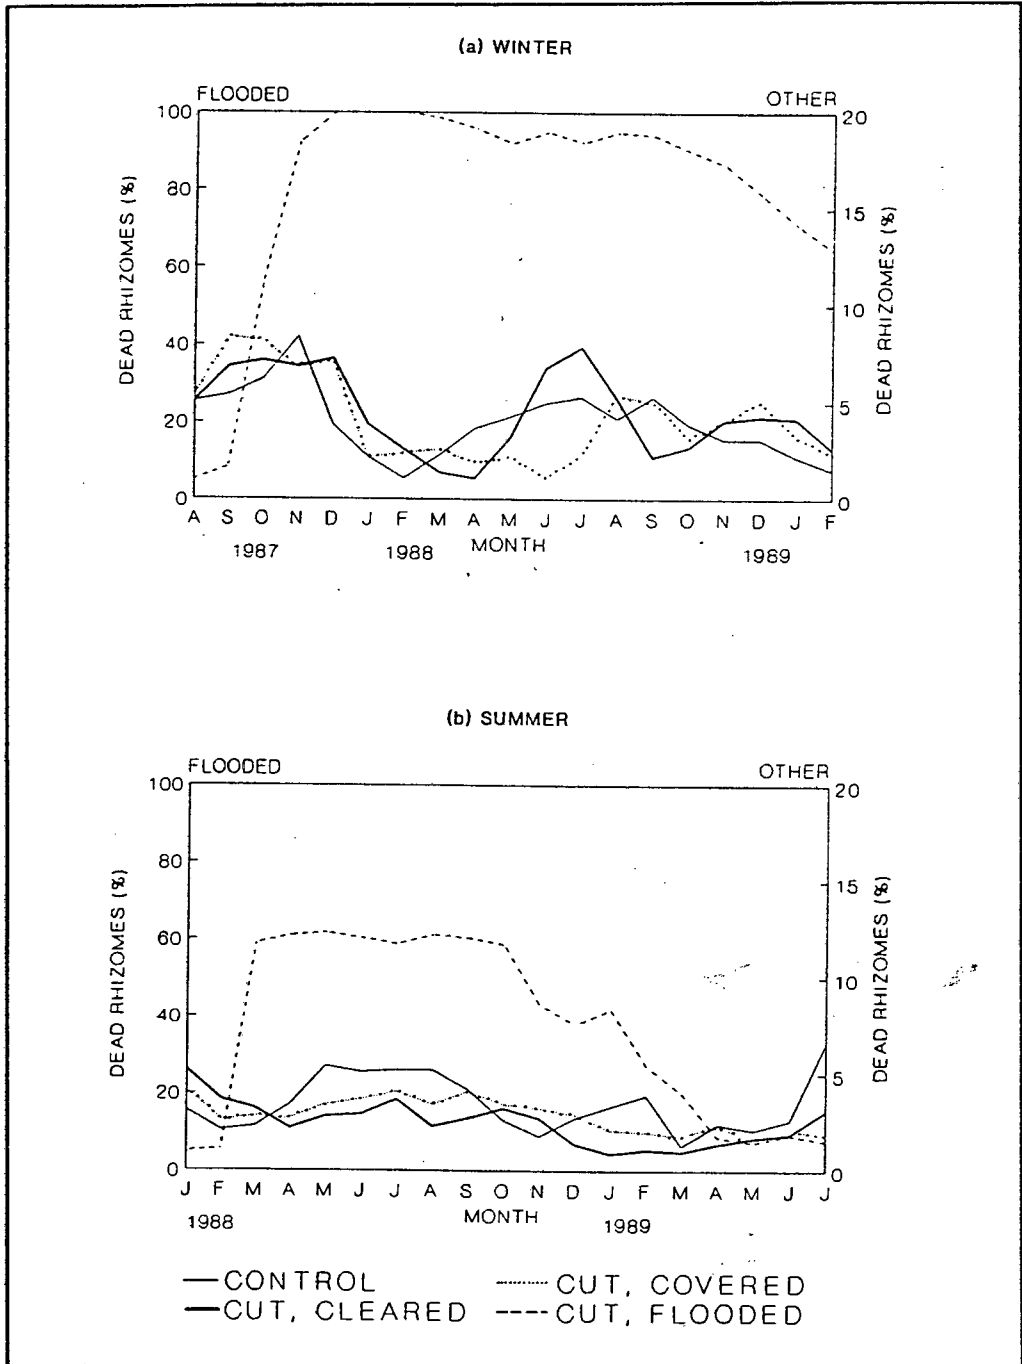 (a) WINTER
FLOODED OTHER
100
80
60
40
20
0
DEAD RHIZOMES (%)
20
15
10
5
0
DEAD RHIZOMES (%)
A S O N D J F M A M J J A S O N D J F
1987 1988 MONTH 1989
(b) SUMMER
FLOODED OTHER
100
80
60
40
20
0
DEAD RHIZOMES (%)
20
15
10
5
0
DEAD RHIZOMES (%)
J F M A M J J A S O N D J F M A M J J
1988 MONTH 1989
CONTROL CUT, COVERED
CUT, CLEARED CUT, FLOODED